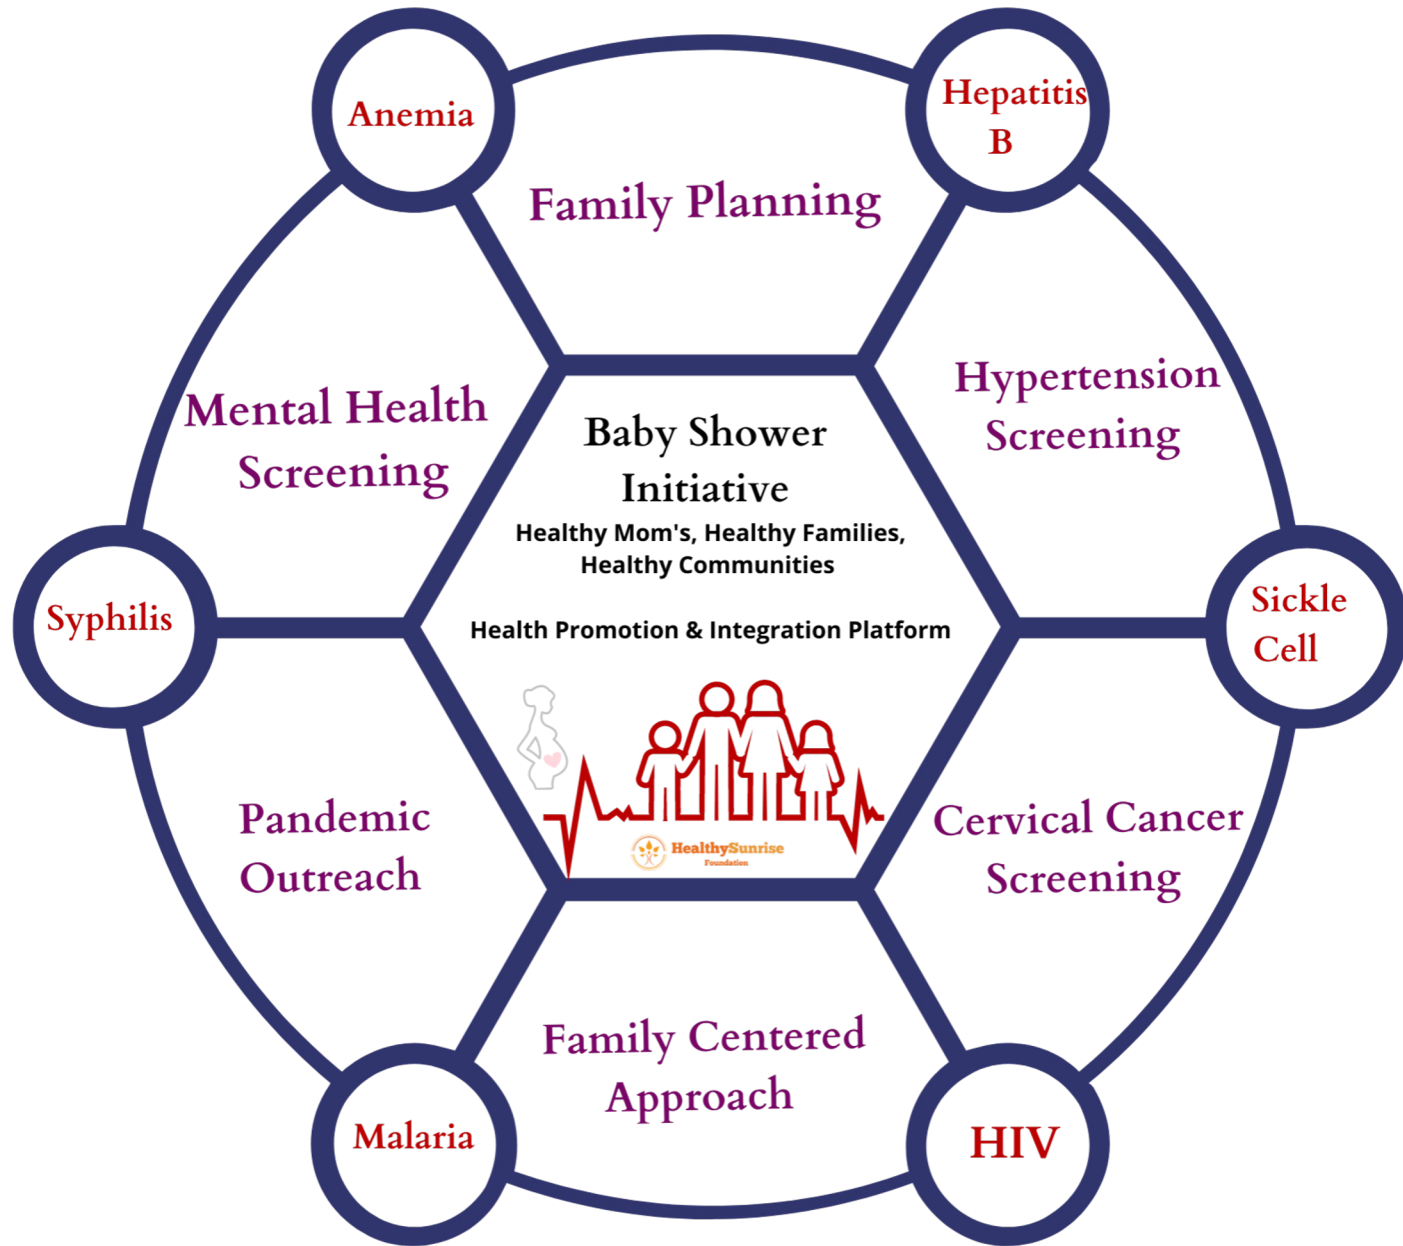 Anemia
Hepatitis
B
Family Planning
Mental Health
Screening
Hypertension
Screening
Baby Shower
Initiative
Healthy Mom's, Healthy Families,
Healthy Communities
Health Promotion & Integration Platform
Syphilis
Sickle
Cell
HealthySunrise
Foundation
Pandemic
Outreach
Cervical Cancer
Screening
Family Centered
Approach
Malaria
HIV